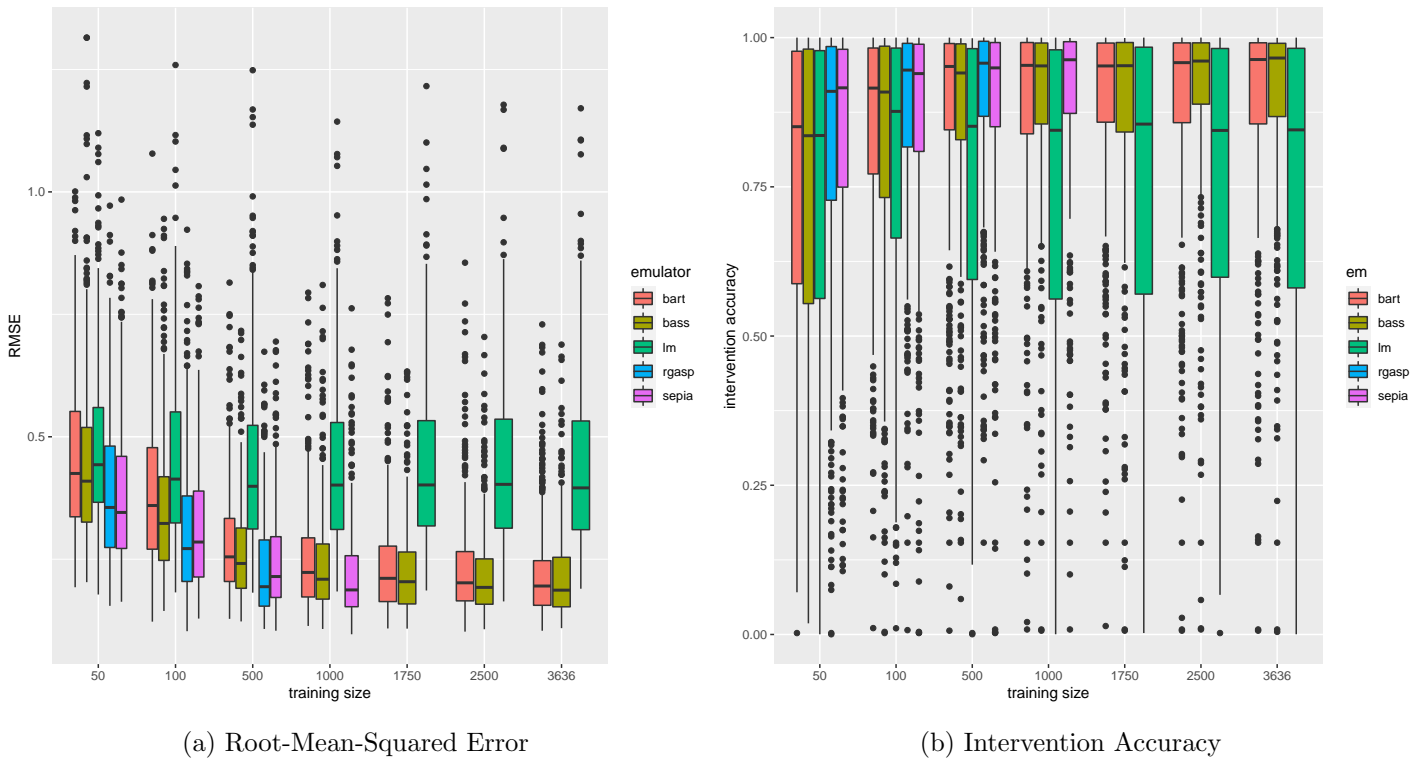 RMSE
1.0
0.5
50
100
500
1000
1750
2500
3636
training size
emulator
bart
bass
lm
rgasp
sepia
(a) Root-Mean-Squared Error
intervention accuracy
1.00
0.75
0.50
0.25
0.00
50
100
500
1000
1750
2500
3636
training size
em
bart
bass
lm
rgasp
sepia
(b) Intervention Accuracy